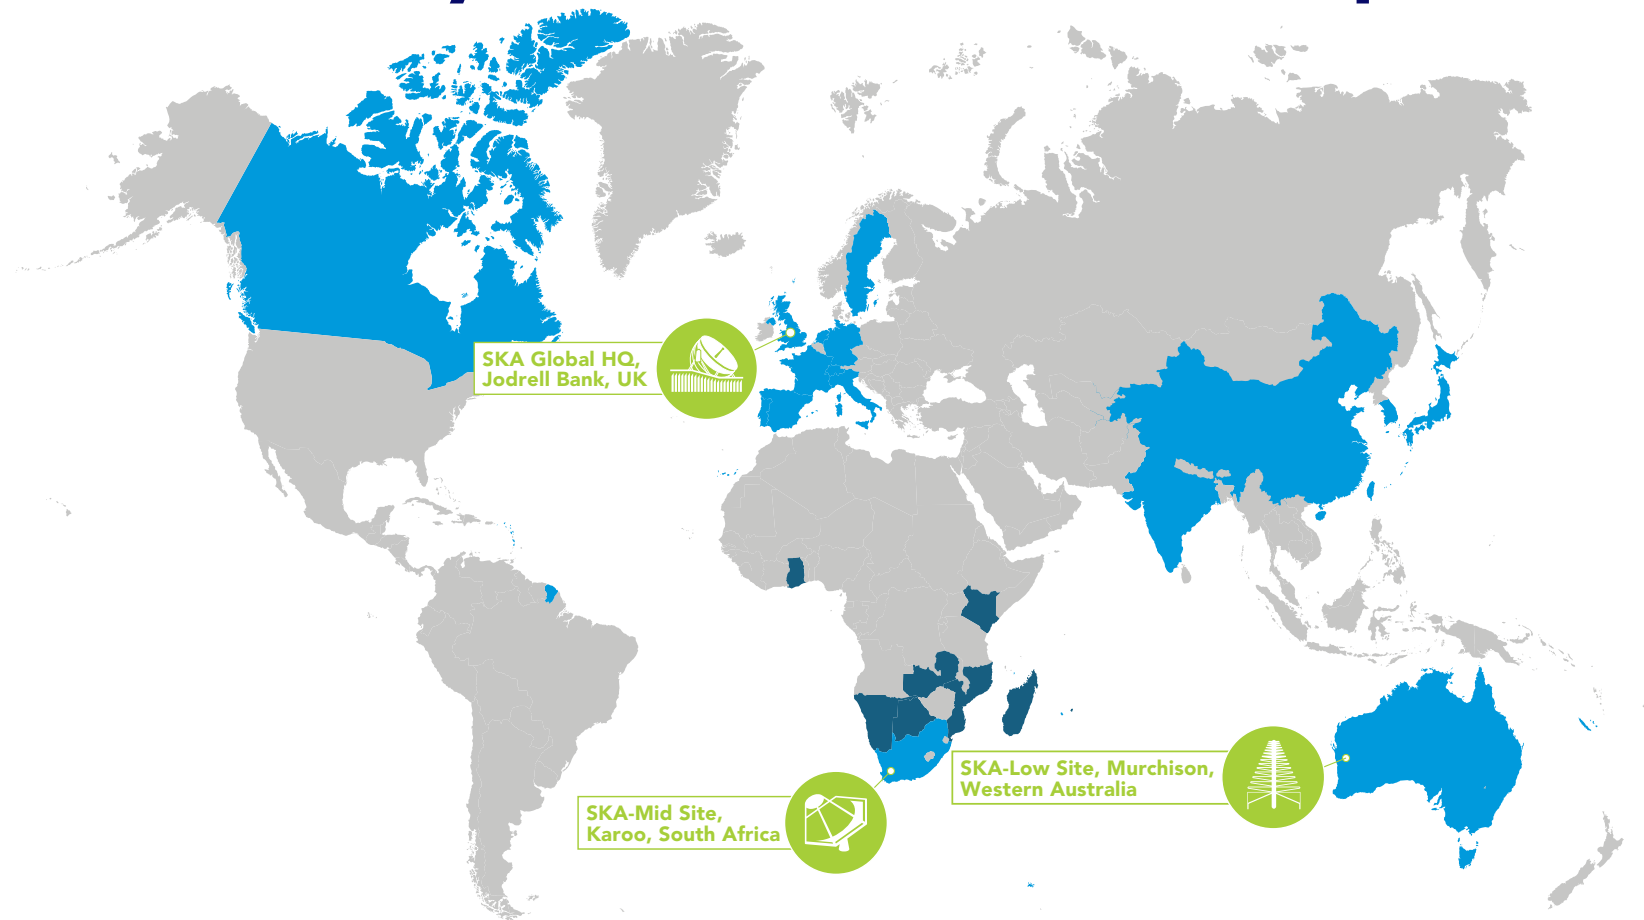 SKA Global HQ,
Jodrell Bank, UK
SKA-Low Site, Murchison,
Western Australia
SKA-Mid Site,
Karoo, South Africa